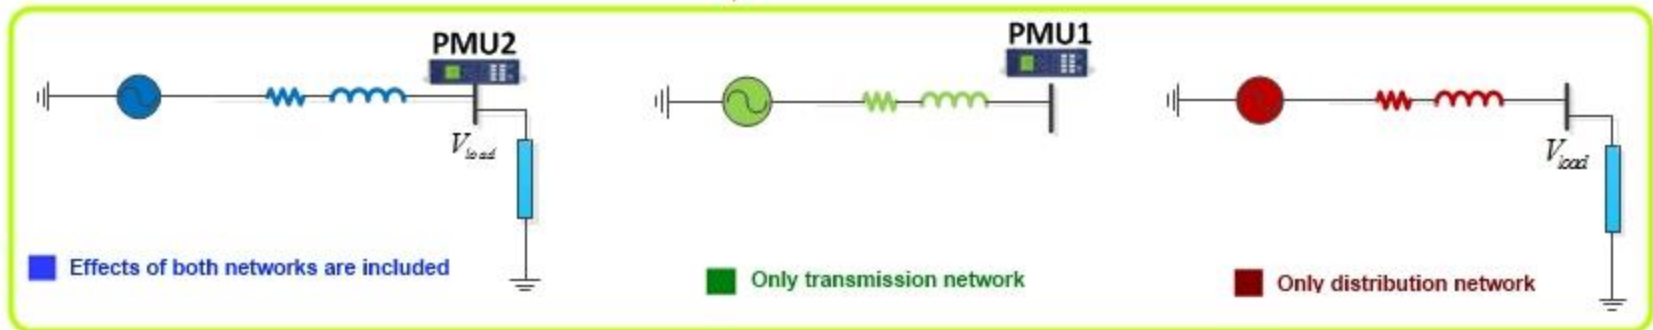 PMU2
PMU1
V_load
V_load
Effects of both networks are included
Only transmission network
Only distribution network